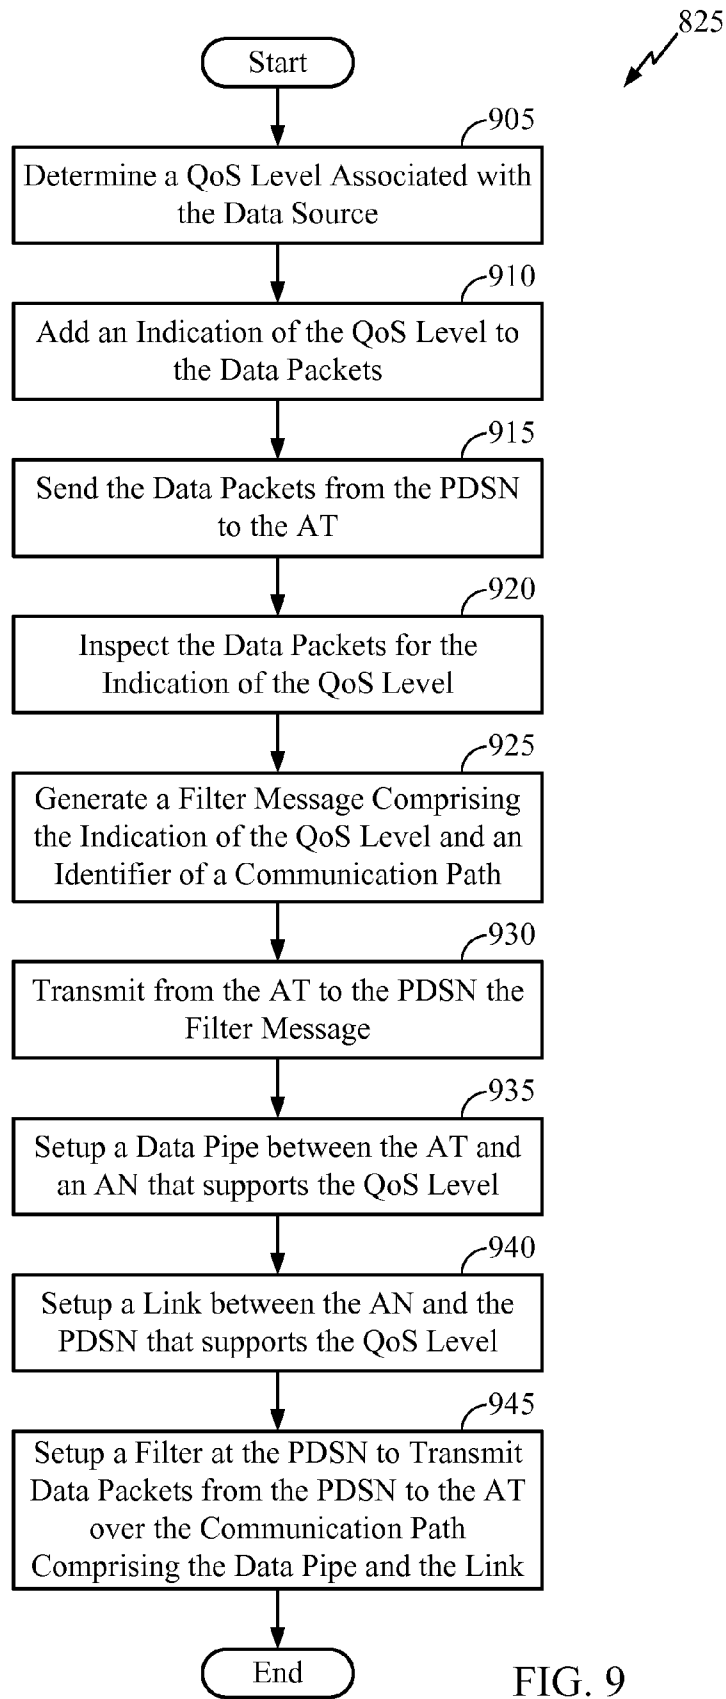 825
Start
905
Determine a QoS Level Associated with
the Data Source
910
Add an Indication of the QoS Level to
the Data Packets
915
Send the Data Packets from the PDSN
to the AT
920
Inspect the Data Packets for the
Indication of the QoS Level
925
Generate a Filter Message Comprising
the Indication of the QoS Level and an
Identifier of a Communication Path
930
Transmit from the AT to the PDSN the
Filter Message
935
Setup a Data Pipe between the AT and
an AN that supports the QoS Level
940
Setup a Link between the AN and the
PDSN that supports the QoS Level
945
Setup a Filter at the PDSN to Transmit
Data Packets from the PDSN to the AT
over the Communication Path
Comprising the Data Pipe and the Link
End
FIG. 9